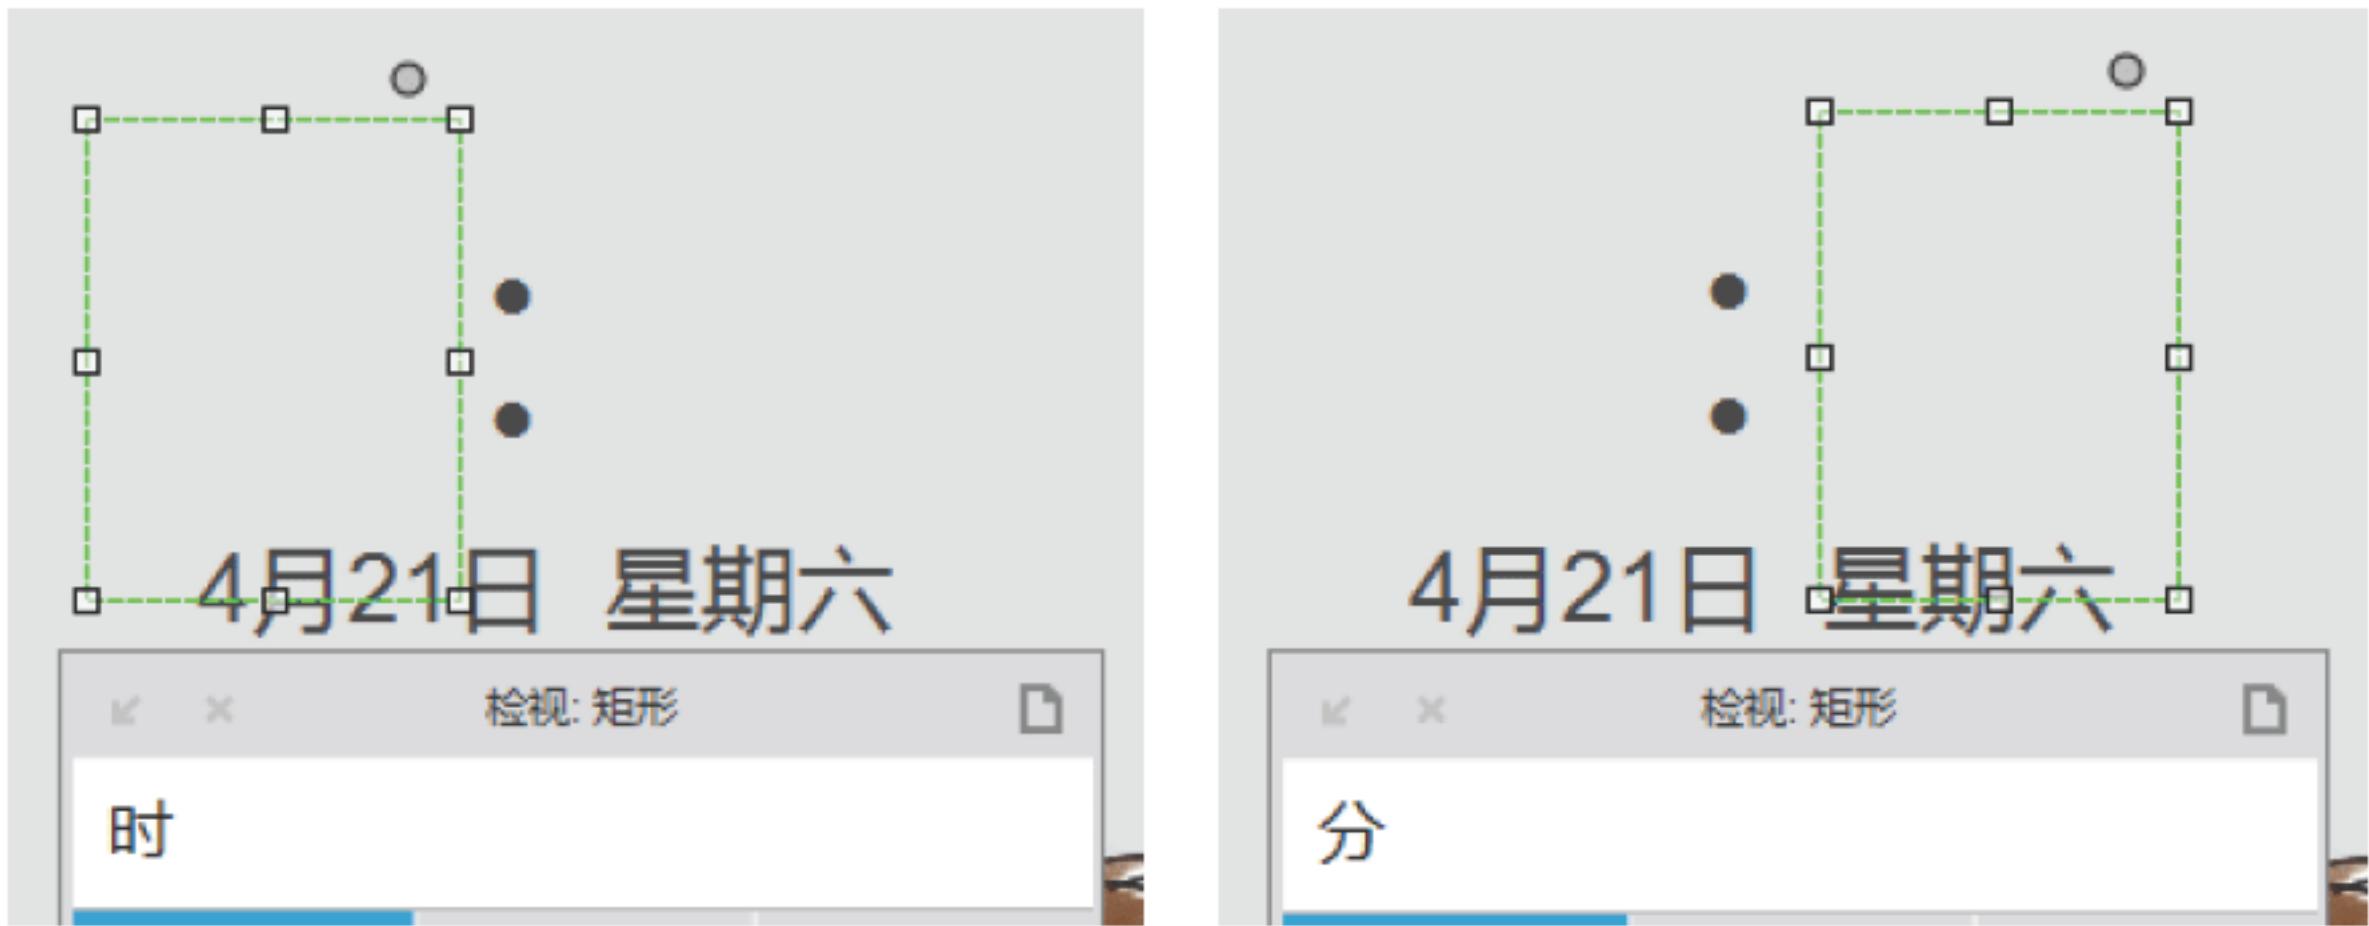 4月21日 星期六
检视: 矩形
时
4月21日 星期六
检视: 矩形
分